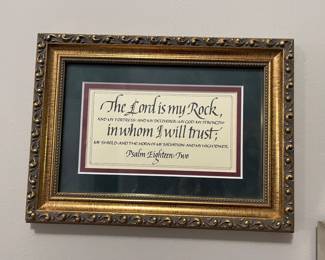 The Lord is my Rock,
AND MY FORTRESS AND MY DELIVERER MY GOD MY STRENGTH
in whom I will trust;
MY SHIELD AND THE HORN OF MY SALVATION AND MY HIGH TOWER.
Psalm Eighteen·Two